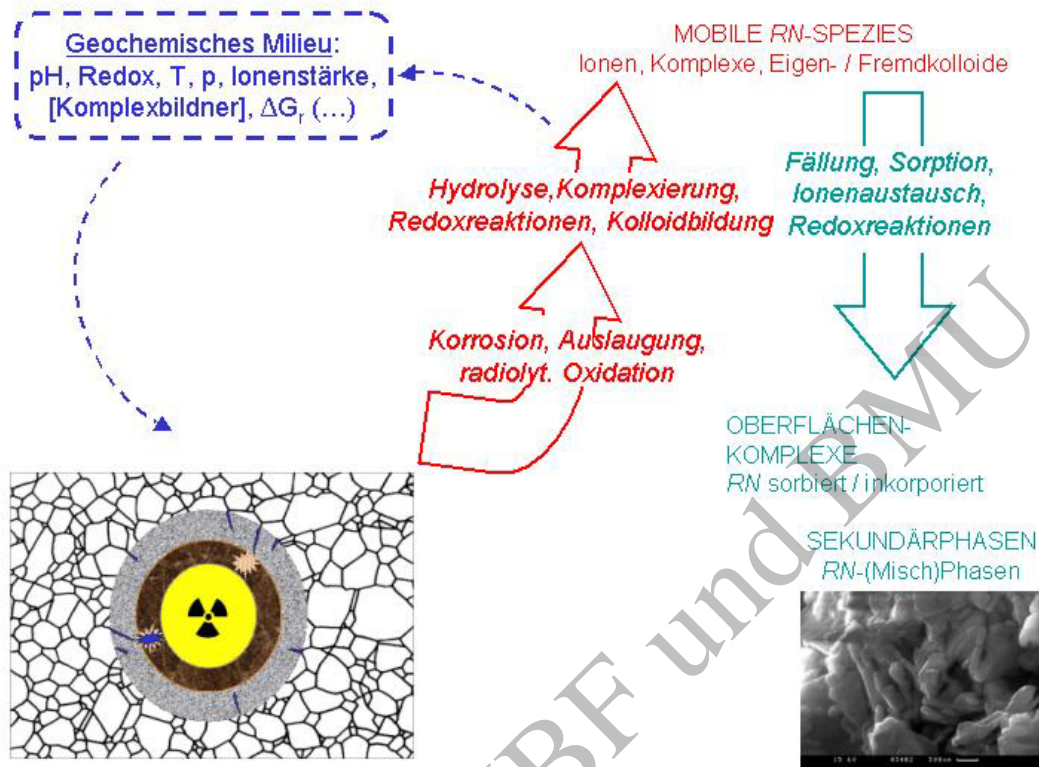 Geochemisches Milieu:
pH, Redox, T, p, Ionenstärke,
[Komplexbildner], ΔGr (...)
MOBILE RN-SPEZIES
Ionen, Komplexe, Eigen- / Fremdkolloide
Hydrolyse,Komplexierung,
Redoxreaktionen, Kolloidbildung
Fällung, Sorption,
Ionenaustausch,
Redoxreaktionen
Korrosion, Auslaugung,
radiolyt. Oxidation
OBERFLÄCHEN-
KOMPLEXE
RN sorbiert / inkorporiert
SEKUNDÄRPHASEN
RN-(Misch)Phasen
BF und BMU